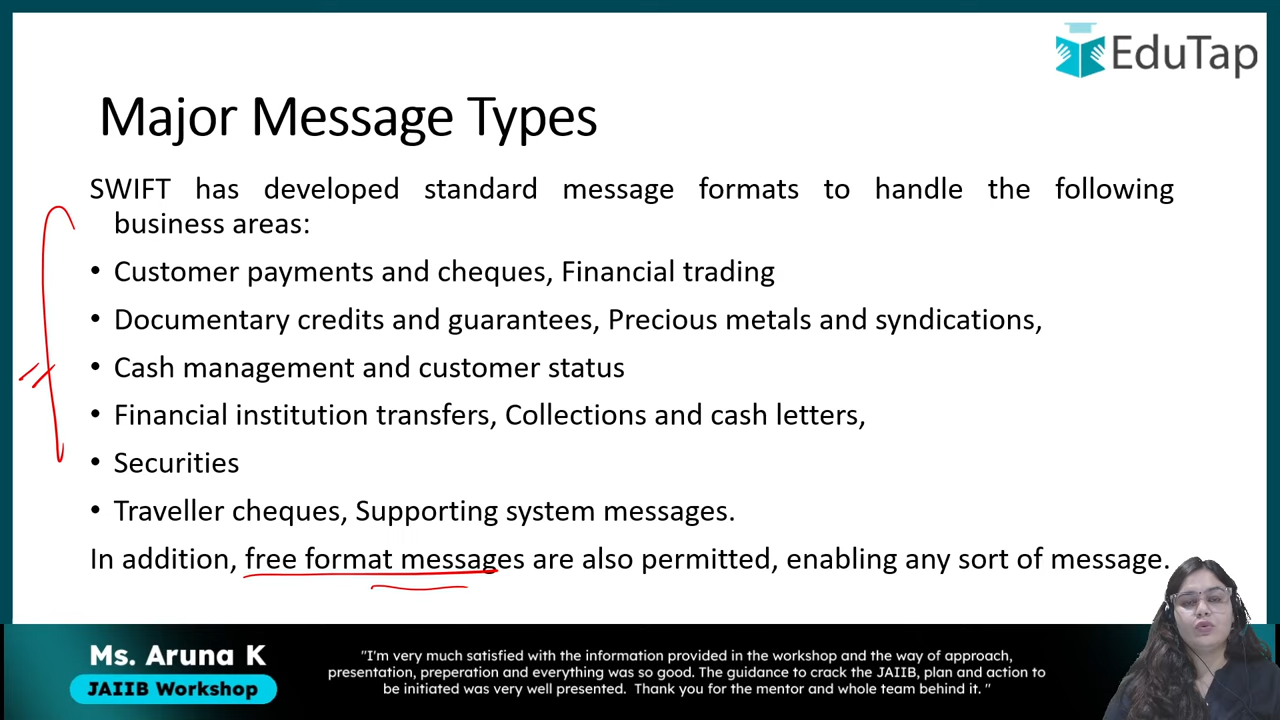 EduTap
Major Message Types
SWIFT has developed standard message formats to handle the following
business areas:
• Customer payments and cheques, Financial trading
• Documentary credits and guarantees, Precious metals and syndications,
• Cash management and customer status
• Financial institution transfers, Collections and cash letters,
• Securities
• Traveller cheques, Supporting system messages.
In addition, free format messages are also permitted, enabling any sort of message.
Ms. Aruna K
JAIIB Workshop
"I'm very much satisfied with the information provided in the workshop and the way of approach,
presentation, preperation and everything was so good. The guidance to crack the JAIIB, plan and action to
be initiated was very well presented. Thank you for the mentor and whole team behind it. "